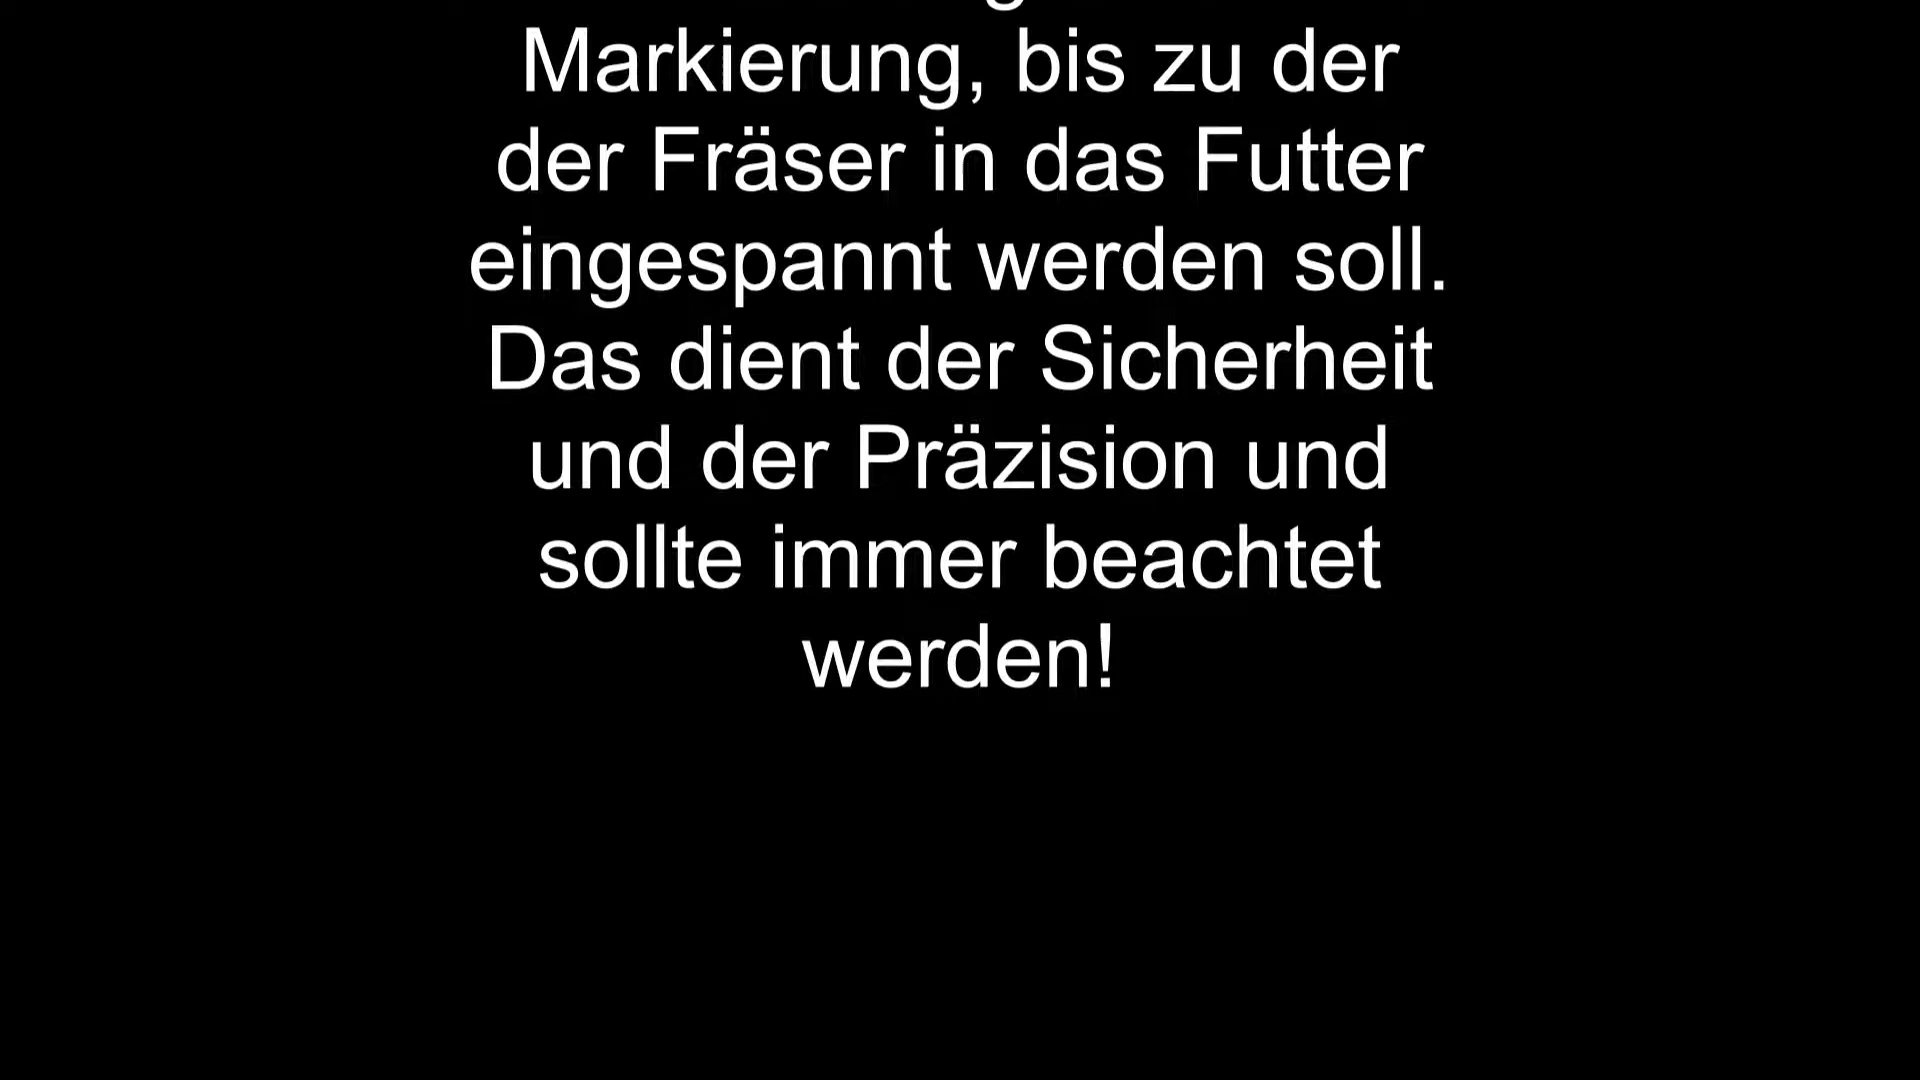 Markierung, bis zu der
der Fräser in das Futter
eingespannt werden soll.
Das dient der Sicherheit
und der Präzision und
sollte immer beachtet
werden!